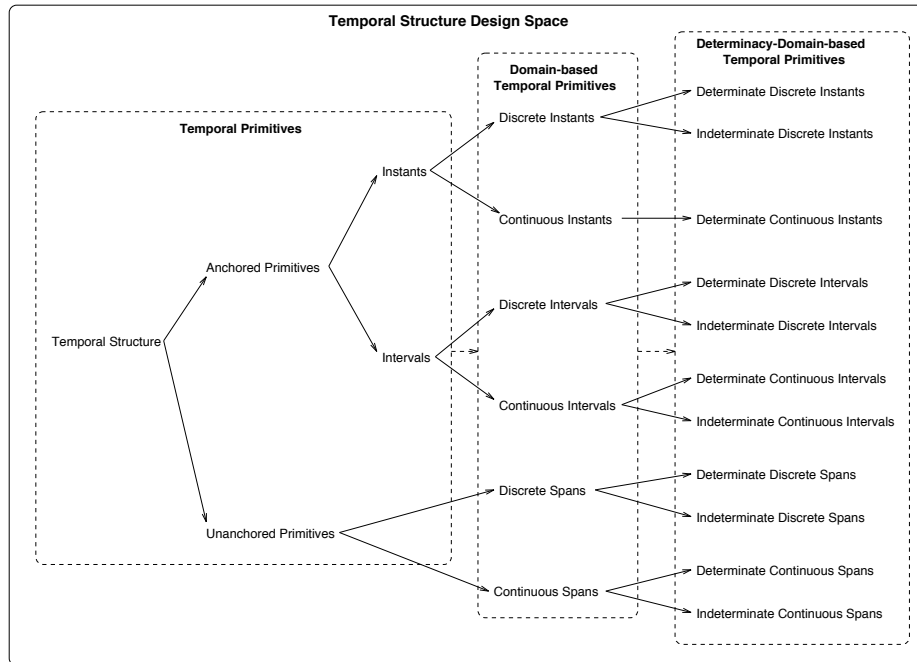 Temporal Structure Design Space
Determinacy-Domain-based
Temporal Primitives
Domain-based
Temporal Primitives
Temporal Primitives
Determinate Discrete Instants
Discrete Instants
Indeterminate Discrete Instants
Instants
Continuous Instants
Determinate Continuous Instants
Anchored Primitives
Determinate Discrete Intervals
Discrete Intervals
Indeterminate Discrete Intervals
Temporal Structure
Intervals
Determinate Continuous Intervals
Continuous Intervals
Indeterminate Continuous Intervals
Determinate Discrete Spans
Discrete Spans
Indeterminate Discrete Spans
Unanchored Primitives
Determinate Continuous Spans
Continuous Spans
Indeterminate Continuous Spans